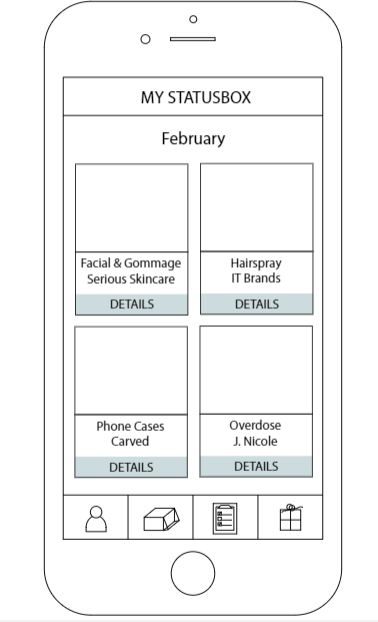 MY STATUSBOX
February
Facial & Gommage
Serious Skincare
DETAILS
Hairspray
IT Brands
DETAILS
Phone Cases
Carved
DETAILS
Overdose
J. Nicole
DETAILS